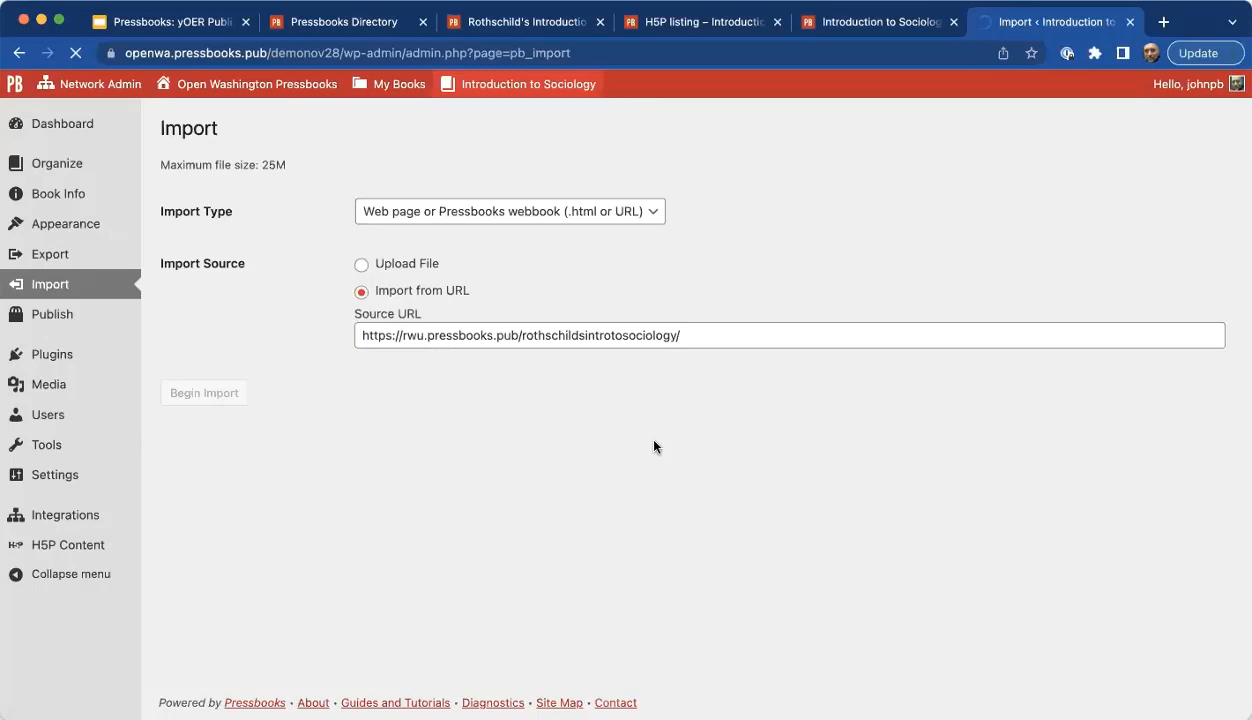 Pressbooks: yOER Publi
Pressbooks Directory
Rothschild's Introductio
H5P listing – Introductio
Introduction to Sociolog
Import ‹ Introduction to
openwa.pressbooks.pub/demonov28/wp-admin/admin.php?page=pb_import
Update
PB Network Admin Open Washington Pressbooks My Books Introduction to Sociology Hello, johnpb
Dashboard
Organize
Book Info
Appearance
Export
Import
Publish
Plugins
Media
Users
Tools
Settings
Integrations
H5P H5P Content
Collapse menu
Import
Maximum file size: 25M
Import Type Web page or Pressbooks webbook (.html or URL)
Import Source Upload File
Import from URL
Source URL
https://rwu.pressbooks.pub/rothschildsintrotosociology/
Begin Import
Powered by Pressbooks • About • Guides and Tutorials • Diagnostics • Site Map • Contact